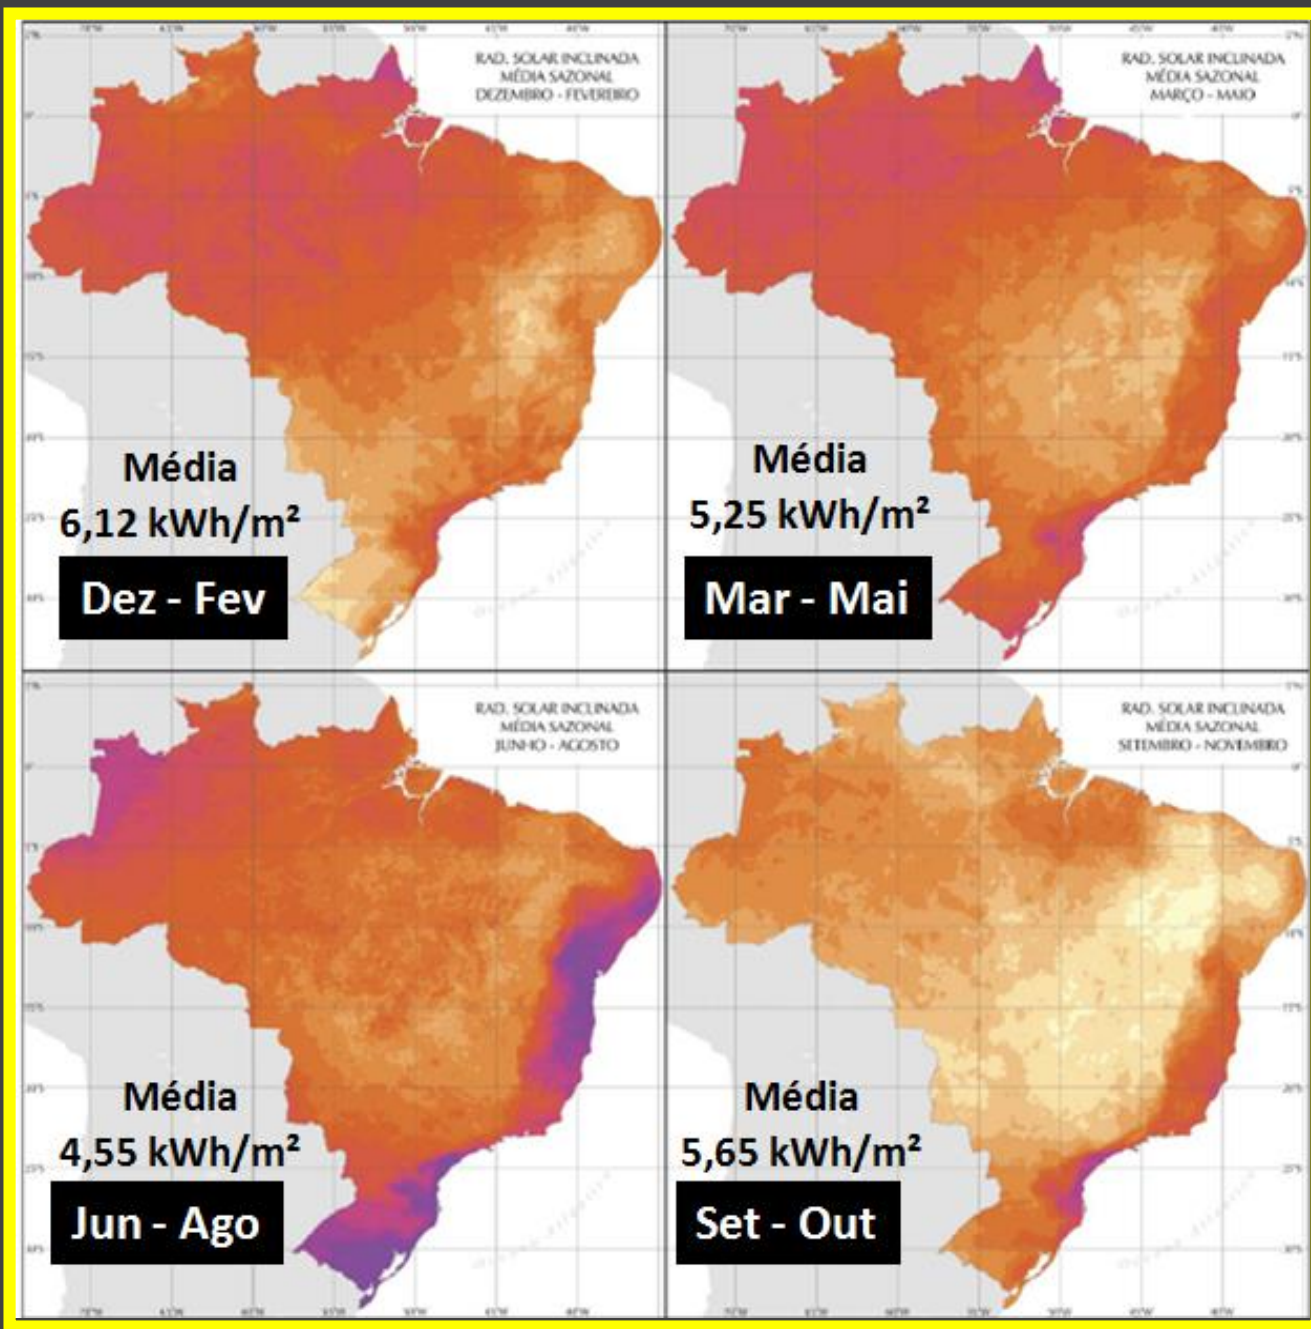 RAD. SOLAR INCLINADA
MÉDIA SAZONAL
DEZEMBRO - FEVEREIRO
Média
6,12 kWh/m²
Dez - Fev
RAD. SOLAR INCLINADA
MÉDIA SAZONAL
MARÇO - MAIO
Média
5,25 kWh/m²
Mar - Mai
RAD. SOLAR INCLINADA
MÉDIA SAZONAL
JUNHO - AGOSTO
Média
4,55 kWh/m²
Jun - Ago
RAD. SOLAR INCLINADA
MÉDIA SAZONAL
SETEMBRO - NOVEMBRO
Média
5,65 kWh/m²
Set - Out